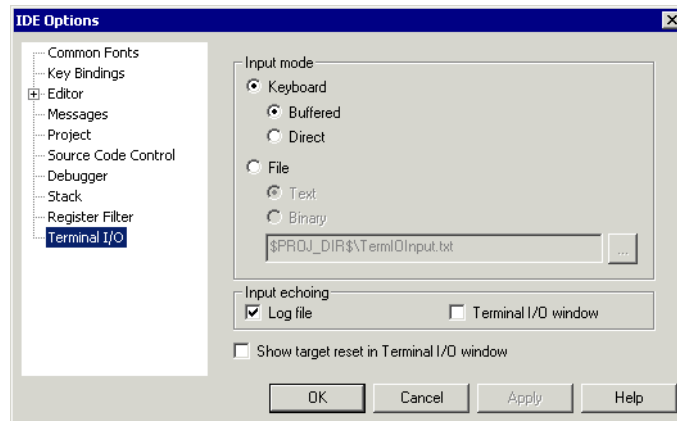 IDE Options
Common Fonts
Key Bindings
Editor
Messages
Project
Source Code Control
Debugger
Stack
Register Filter
Terminal I/O
Input mode
Keyboard
Buffered
Direct
File
Text
Binary
$PROJ_DIR$\TermIOInput.txt
...
Input echoing
Log file
Terminal I/O window
Show target reset in Terminal I/O window
OK
Cancel
Apply
Help